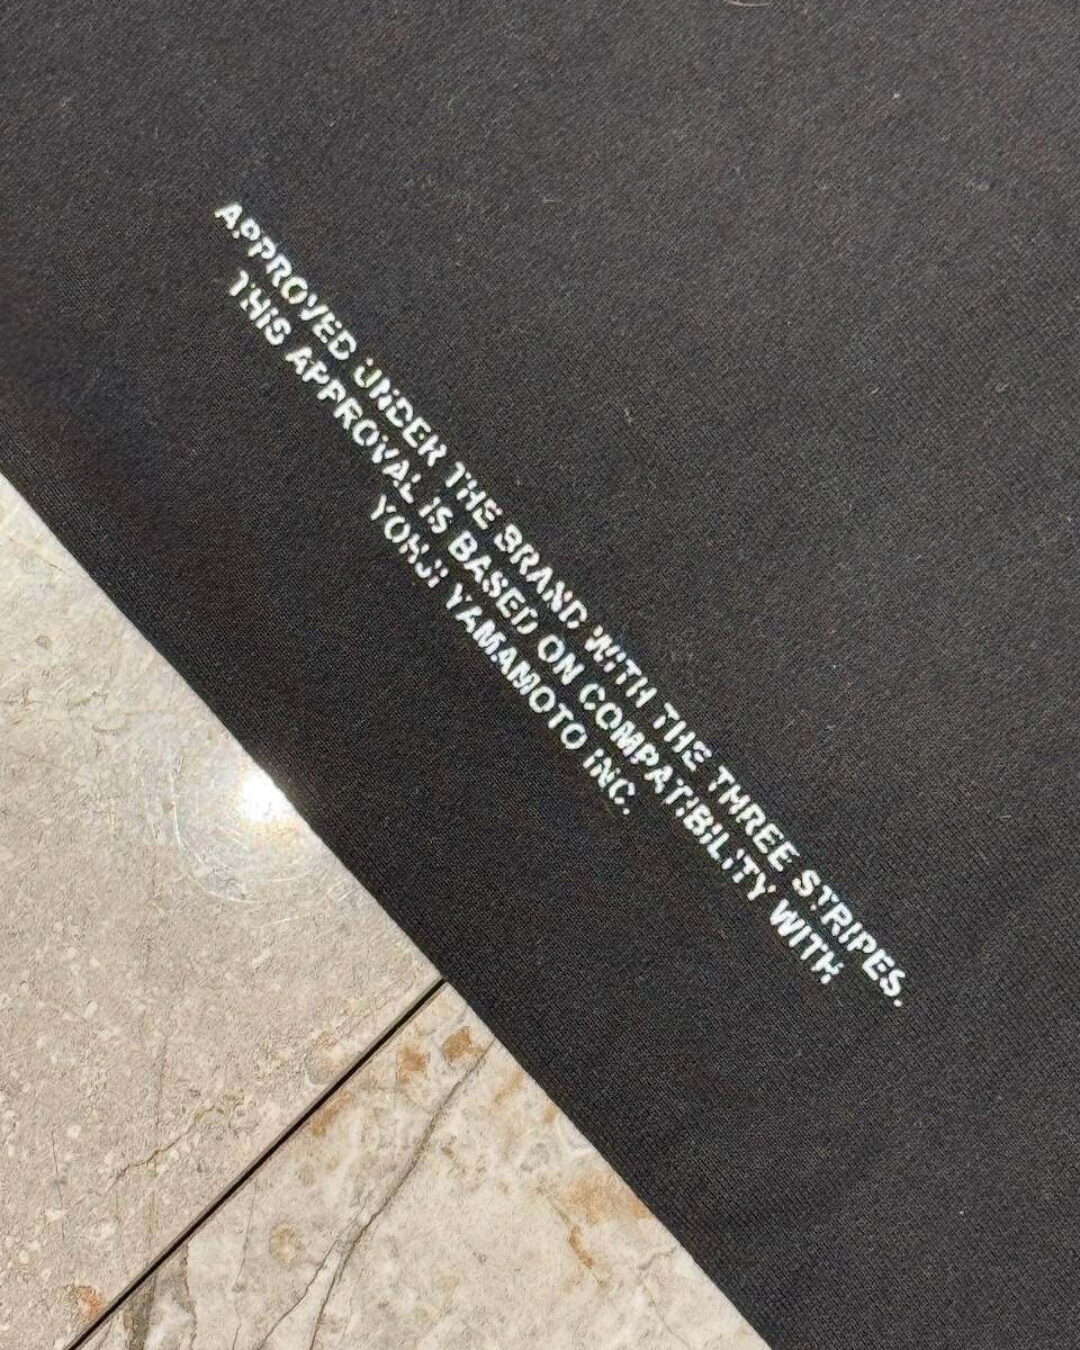 APPROVED UNDER THE BRAND WITH THE THREE STRIPES.
THIS APPROVAL IS BASED ON COMPATIBILITY WITH
YOHJI YAMAMOTO INC.